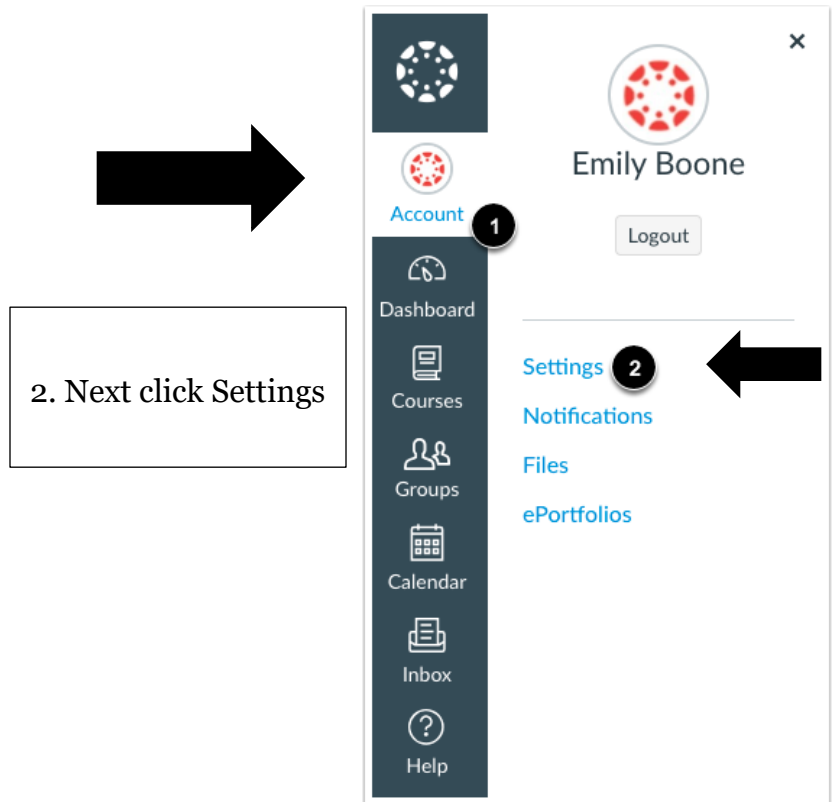 ×
Emily Boone
Account
1
Logout
Dashboard
2. Next click Settings
Settings 2
Courses
Notifications
Groups
Files
ePortfolios
Calendar
Inbox
?
Help